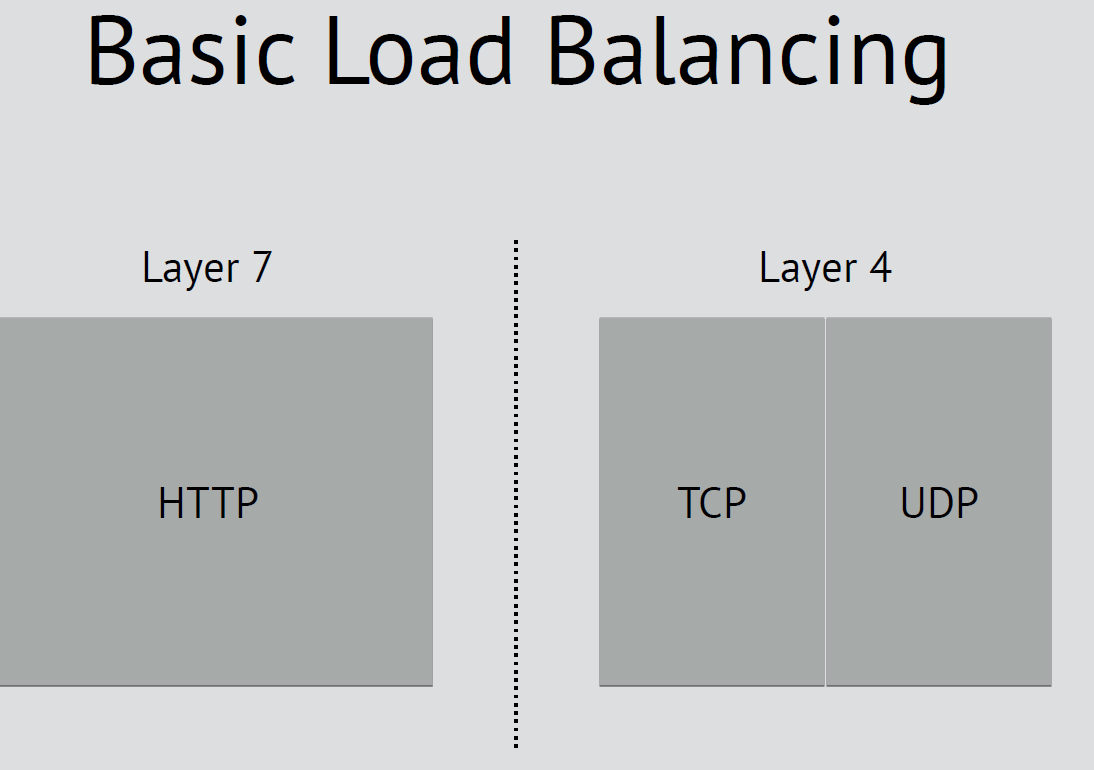 Basic Load Balancing
Layer 7
HTTP
Layer 4
TCP
UDP